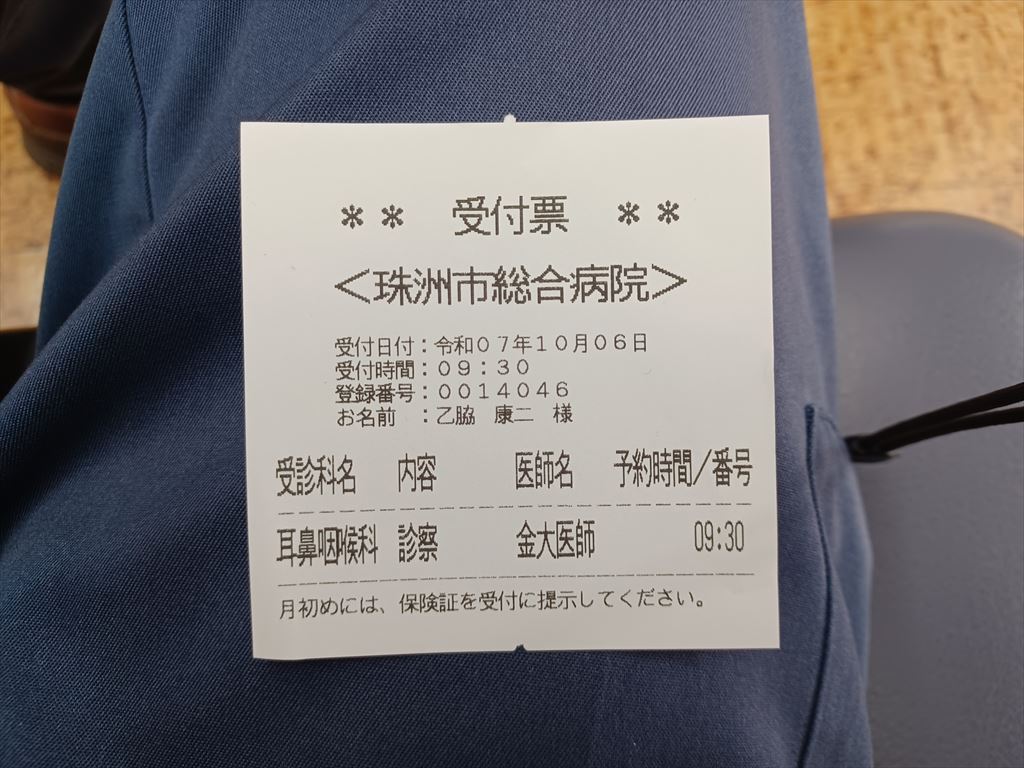 ＊＊　受付票　＊＊
＜珠洲市総合病院＞
受付日付：令和０７年１０月０６日
受付時間：０９：３０
登録番号：００１４０４６
お名前　：乙脇　康二　様
受診科名　内容　医師名　予約時間／番号
耳鼻咽喉科　診察　金大医師　09:30
月初めには、保険証を受付に提示してください。